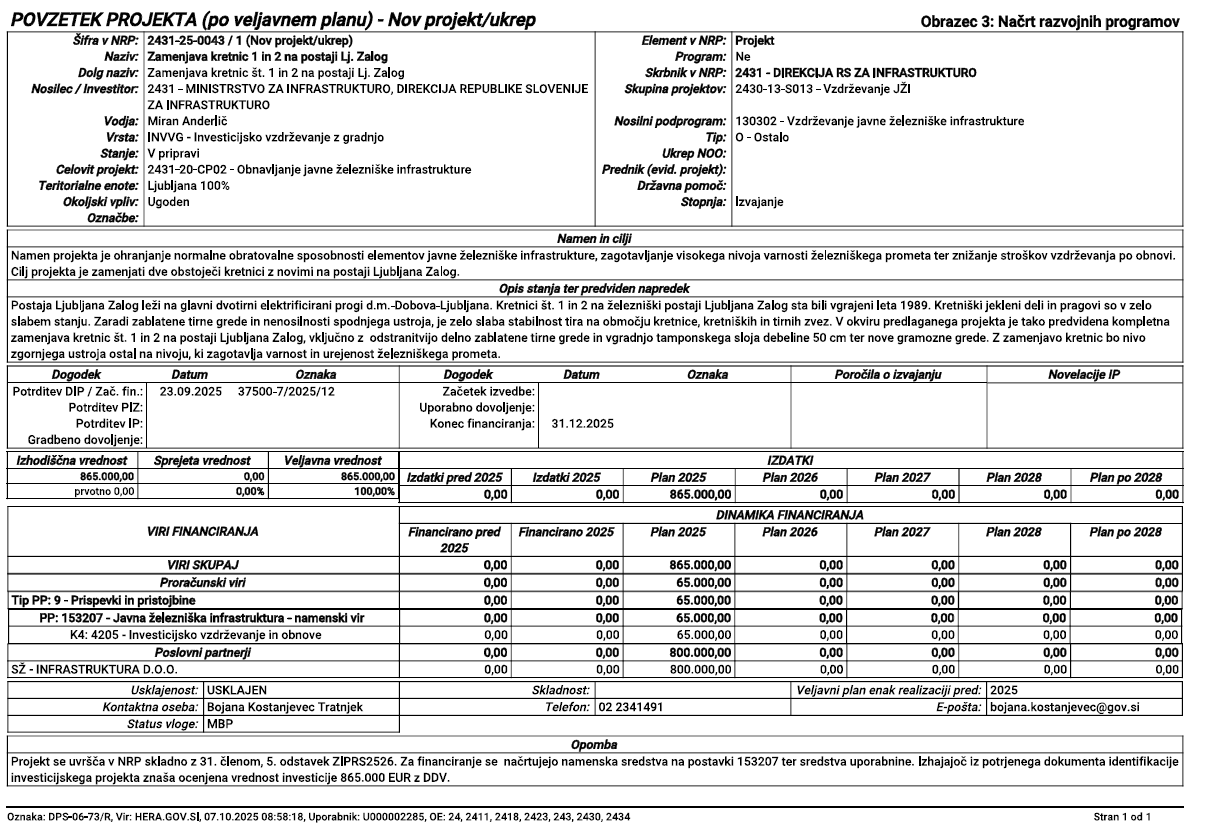 POVZETEK PROJEKTA (po veljavnem planu) - Nov projekt/ukrep
Obrazec 3: Načrt razvojnih programov
Šifra v NRP: 2431-25-0043 / 1 (Nov projekt/ukrep)
Naziv: Zamenjava kretnic 1 in 2 na postaji Lj. Zalog
Dolg naziv: Zamenjava kretnic št. 1 in 2 na postaji Lj. Zalog
Nosilec / Investitor: 2431 - MINISTRSTVO ZA INFRASTRUKTURO, DIREKCIJA REPUBLIKE SLOVENIJE
ZA INFRASTRUKTURO
Vodja: Miran Anderlič
Vrsta: INVVG - Investicijsko vzdrževanje z gradnjo
Stanje: V pripravi
Celovit projekt: 2431-20-CP02 - Obnavljanje javne železniške infrastrukture
Teritorialne enote: Ljubljana 100%
Okoljski vpliv: Ugoden
Označbe:
Element v NRP: Projekt
Program: Ne
Skrbnik v NRP: 2431 - DIREKCIJA RS ZA INFRASTRUKTURO
Skupina projektov: 2430-13-S013 - Vzdrževanje JŽI
Nosilni podprogram: 130302 - Vzdrževanje javne železniške infrastrukture
Tip: O - Ostalo
Ukrep NOO:
Prednik (evid. projekt):
Državna pomoč:
Stopnja: Izvajanje
Namen in cilji
Namen projekta je ohranjanje normalne obratovalne sposobnosti elementov javne železniške infrastrukture, zagotavljanje visokega nivoja varnosti železniškega prometa ter znižanje stroškov vzdrževanja po obnovi.
Cilj projekta je zamenjati dve obstoječi kretnici z novimi na postaji Ljubljana Zalog.
Opis stanja ter predviden napredek
Postaja Ljubljana Zalog leži na glavni dvotirni elektrificirani progi d.m.-Dobova-Ljubljana. Kretnici št. 1 in 2 na železniški postaji Ljubljana Zalog sta bili vgrajeni leta 1989. Kretniški jekleni deli in pragovi so v zelo
slabem stanju. Zaradi zablatene tirne grede in nenosilnosti spodnjega ustroja, je zelo slaba stabilnost tira na območju kretnice, kretniških in tirnih zvez. V okviru predlaganega projekta je tako predvidena kompletna
zamenjava kretnic št. 1 in 2 na postaji Ljubljana Zalog, vključno z odstranitvijo delno zablatene tirne grede in vgradnjo tamponskega sloja debeline 50 cm ter nove gramozne grede. Z zamenjavo kretnic bo nivo
zgornjega ustroja ostal na nivoju, ki zagotavlja varnost in urejenost železniškega prometa.
Dogodek Datum Oznaka Dogodek Datum Oznaka Poročila o izvajanju Novelacije IP
Potrditev DIP / Zač. fin.: 23.09.2025 37500-7/2025/12 Začetek izvedbe:
Potrditev PIZ: Uporabno dovoljenje:
Potrditev IP: Konec financiranja: 31.12.2025
Gradbeno dovoljenje:
Izhodiščna vrednost Sprejeta vrednost Veljavna vrednost
865.000,00 0,00 865.000,00
prvotno 0,00 0,00% 100,00%
IZDATKI
Izdatki pred 2025 Izdatki 2025 Plan 2025 Plan 2026 Plan 2027 Plan 2028 Plan po 2028
0,00 0,00 865.000,00 0,00 0,00 0,00 0,00
VIRI FINANCIRANJA
DINAMIKA FINANCIRANJA
Financirano pred 2025 Financirano 2025 Plan 2025 Plan 2026 Plan 2027 Plan 2028 Plan po 2028
VIRI SKUPAJ 0,00 0,00 865.000,00 0,00 0,00 0,00 0,00
Proračunski viri 0,00 0,00 65.000,00 0,00 0,00 0,00 0,00
Tip PP: 9 - Prispevki in pristojbine 0,00 0,00 65.000,00 0,00 0,00 0,00 0,00
PP: 153207 - Javna železniška infrastruktura - namenski vir 0,00 0,00 65.000,00 0,00 0,00 0,00 0,00
K4: 4205 - Investicijsko vzdrževanje in obnove 0,00 0,00 65.000,00 0,00 0,00 0,00 0,00
Poslovni partnerji 0,00 0,00 800.000,00 0,00 0,00 0,00 0,00
SŽ - INFRASTRUKTURA D.O.O. 0,00 0,00 800.000,00 0,00 0,00 0,00 0,00
Usklajenost: USKLAJEN Skladnost: Veljavni plan enak realizaciji pred: 2025
Kontaktna oseba: Bojana Kostanjevec Tratnjek Telefon: 02 2341491 E-pošta: bojana.kostanjevec@gov.si
Status vloge: MBP
Opomba
Projekt se uvršča v NRP skladno z 31. členom, 5. odstavek ZIPRS2526. Za financiranje se načrtujejo namenska sredstva na postavki 153207 ter sredstva uporabnine. Izhajajoč iz potrjenega dokumenta identifikacije
investicijskega projekta znaša ocenjena vrednost investicije 865.000 EUR z DDV.
Oznaka: DPS-06-73/R, Vir: HERA.GOV.SI, 07.10.2025 08:58:18, Uporabnik: U000002285, OE: 24, 2411, 2418, 2423, 243, 2430, 2434
Stran 1 od 1